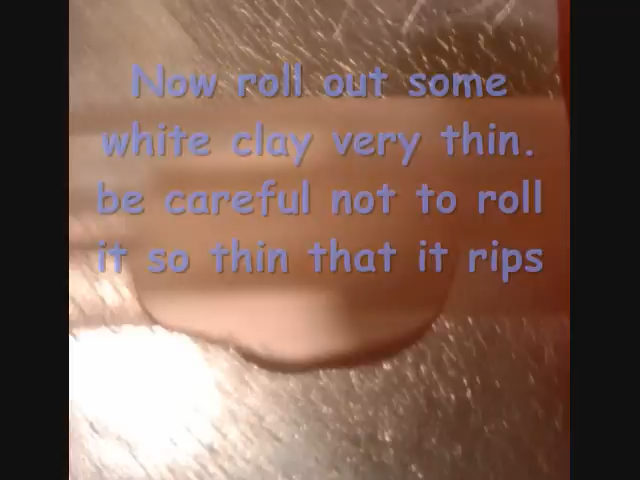 Now roll out some
white clay very thin.
be careful not to roll
it so thin that it rips